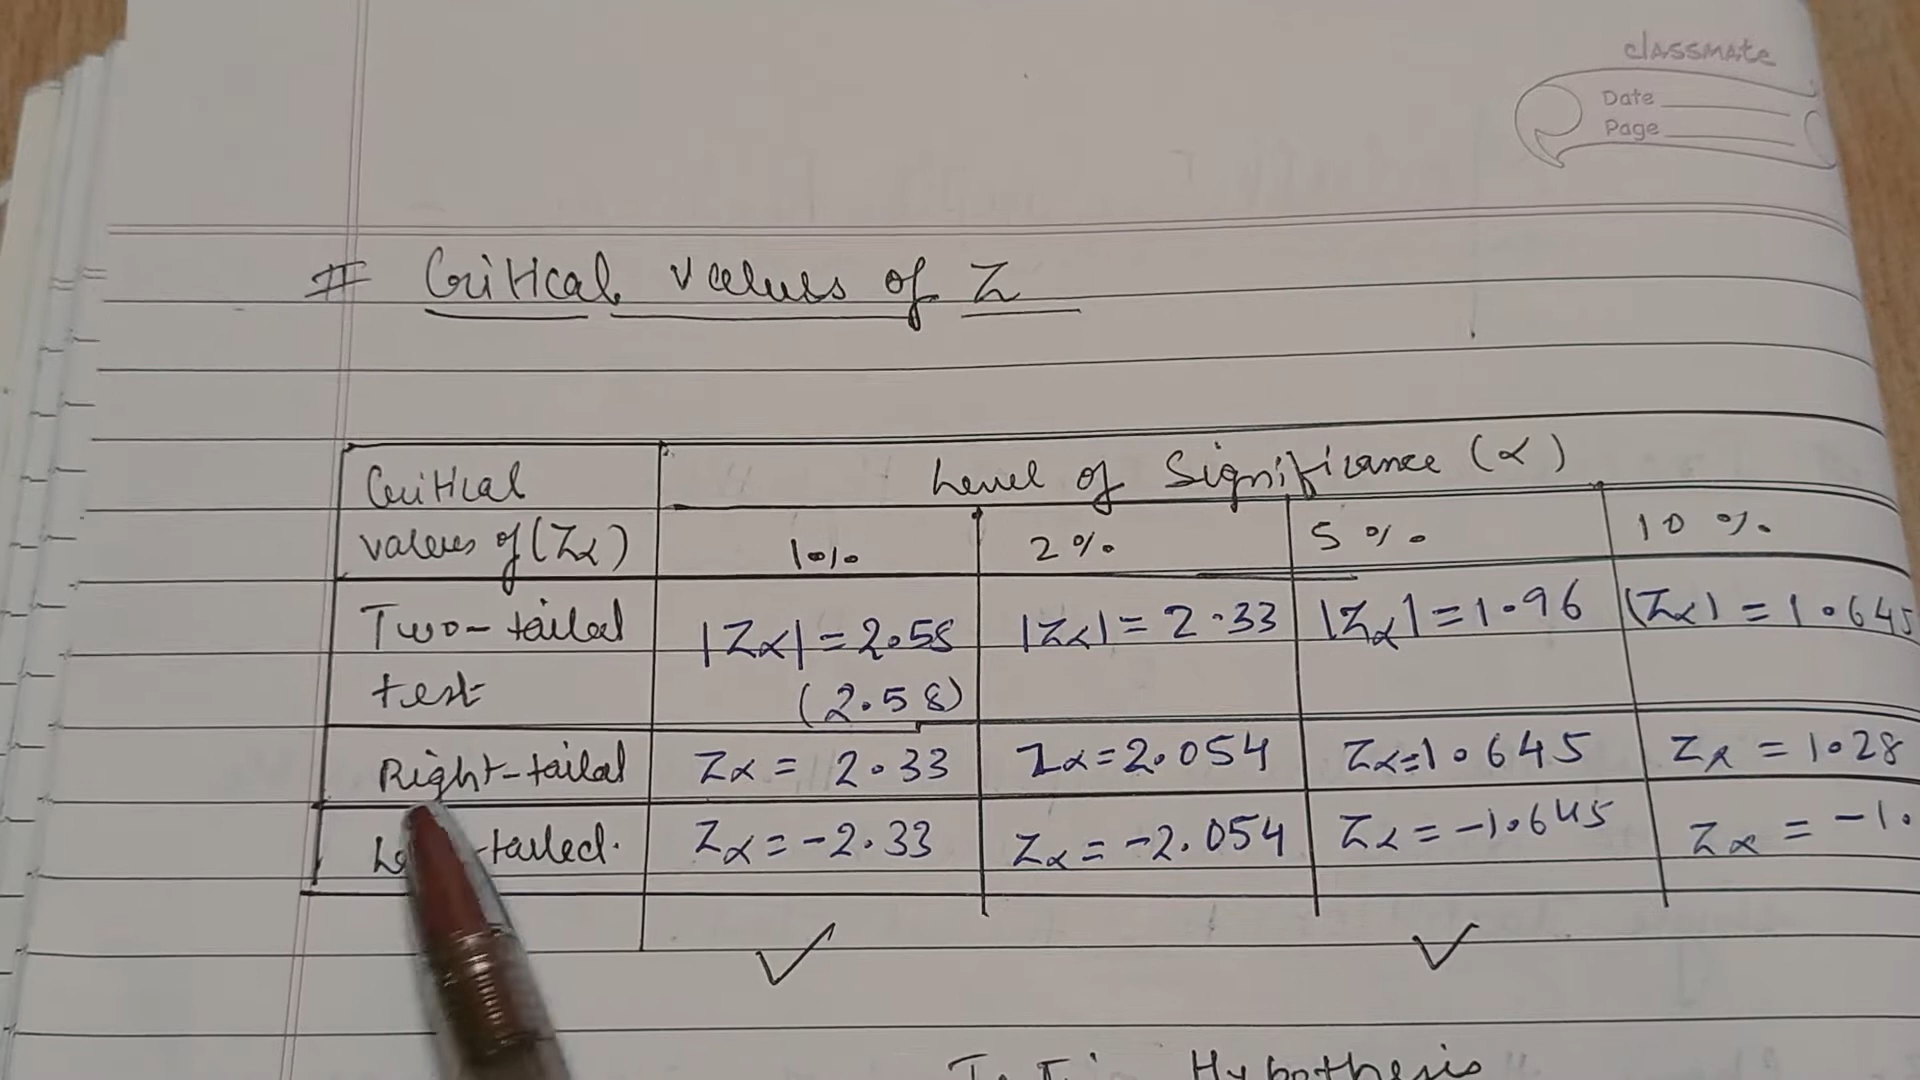 classmate
Date
Page
# Critical values of Z
Critical values of (Zα)
Level of Significance (α)
1%
2%
5%
10%
Two-tailed test
|Zα| = 2.58 (2.58)
|Zα| = 2.33
|Zα| = 1.96
|Zα| = 1.645
Right-tailed
Zα = 2.33
Zα = 2.054
Zα = 1.645
Zα = 1.28
tailed.
Zα = -2.33
Zα = -2.054
Zα = -1.645
Zα = -1.
Hypothesis